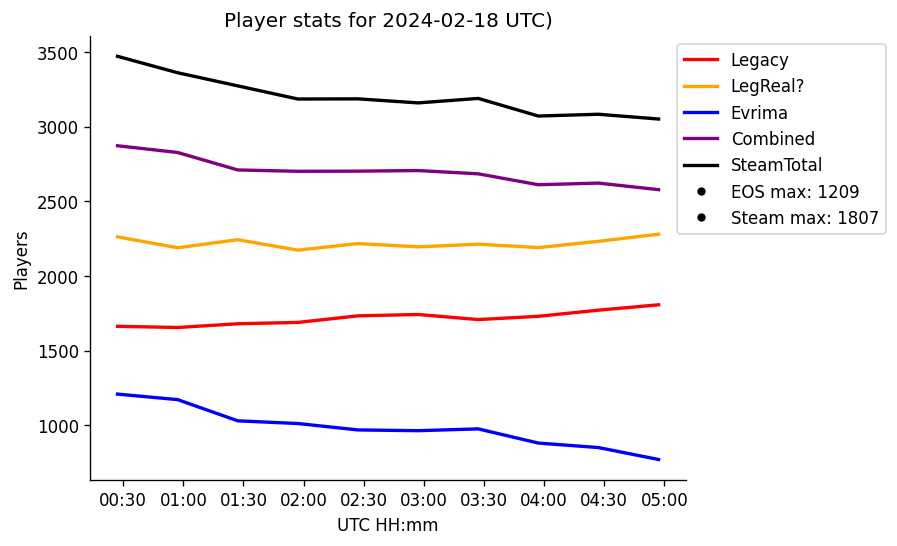 Player stats for 2024-02-18 UTC)
3500
3000
2500
2000
1500
1000
Players
00:30 01:00 01:30 02:00 02:30 03:00 03:30 04:00 04:30 05:00
UTC HH:mm
Legacy
LegReal?
Evrima
Combined
SteamTotal
EOS max: 1209
Steam max: 1807